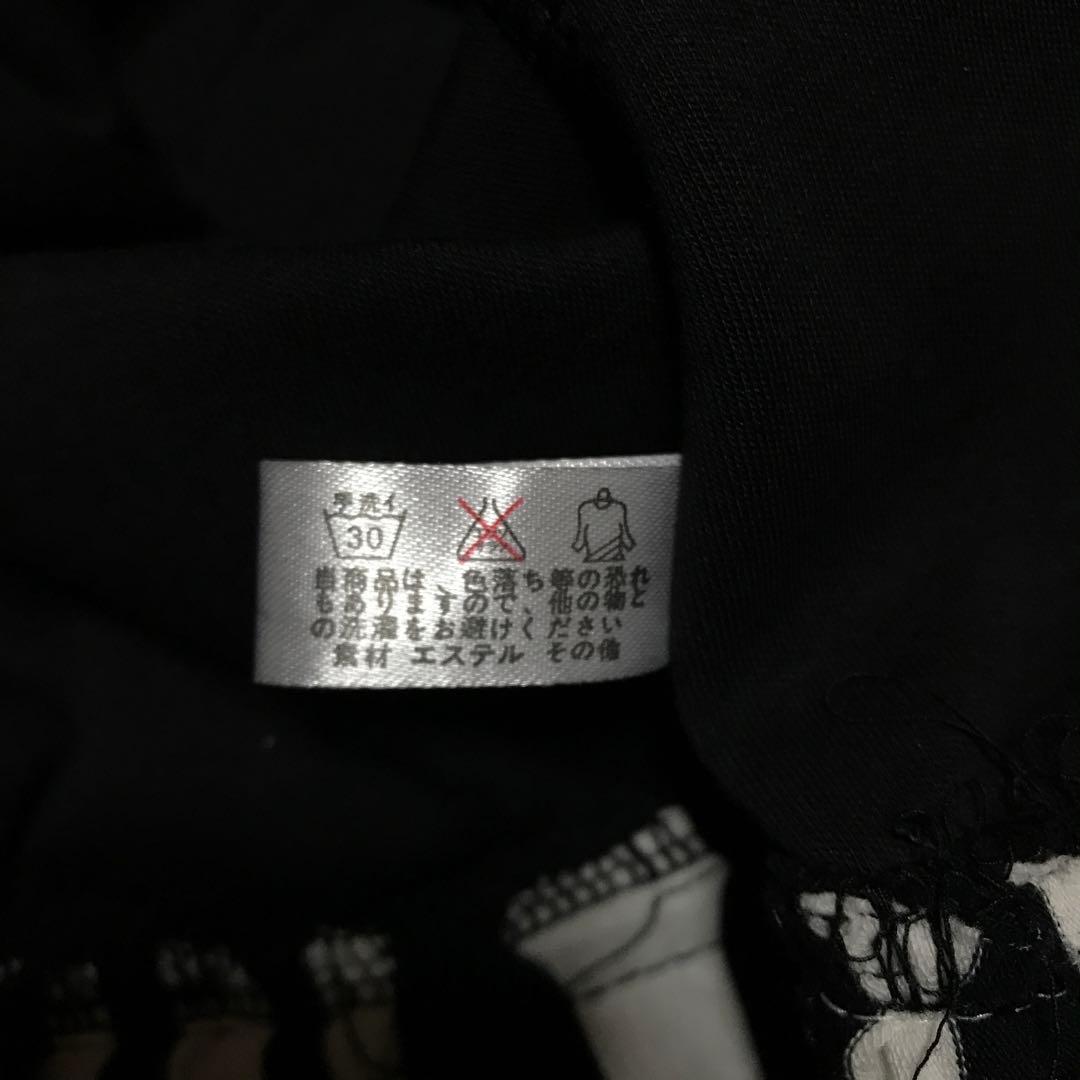 手洗イ
30
当商品は、色落ち等の恐れ
もありますので、他の物と
の洗濯をお避けください
素材 エステル その他